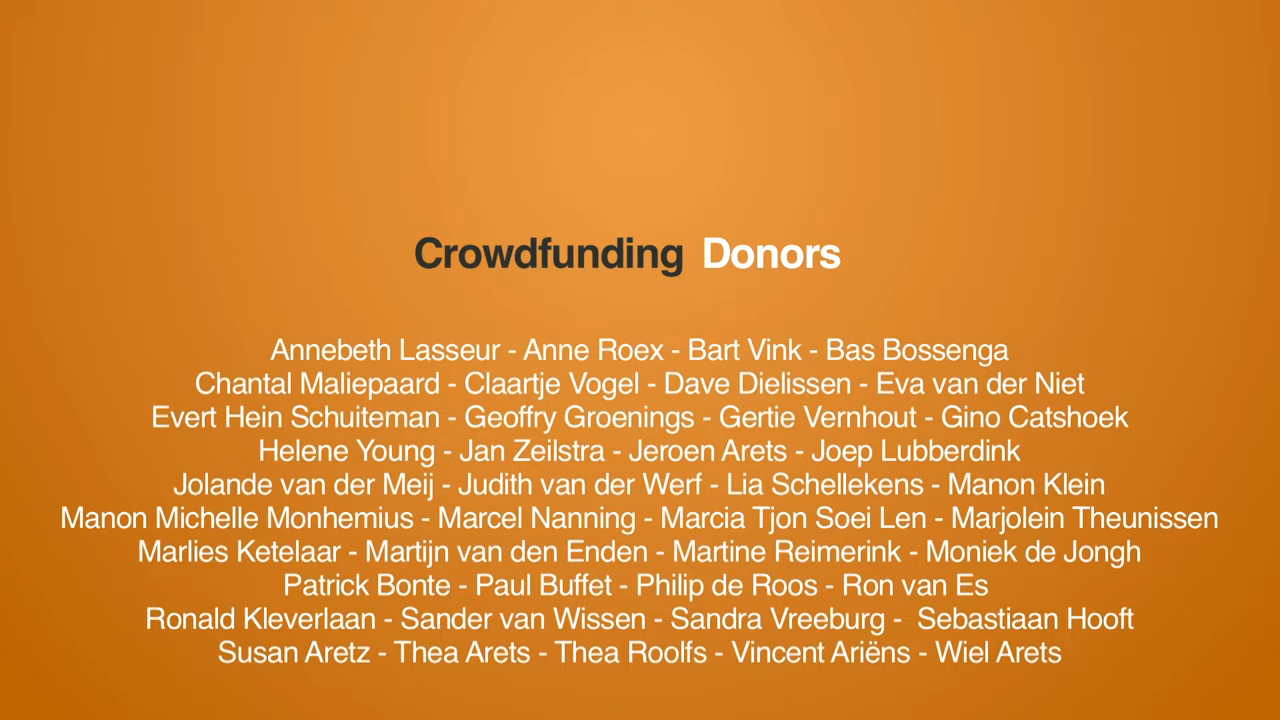 Crowdfunding Donors
Annebeth Lasseur - Anne Roex - Bart Vink - Bas Bossenga
Chantal Maliepaard - Claartje Vogel - Dave Dielissen - Eva van der Niet
Evert Hein Schuiteman - Geoffry Groenings - Gertie Vernhout - Gino Catshoek
Helene Young - Jan Zeilstra - Jeroen Arets - Joep Lubberdink
Jolande van der Meij - Judith van der Werf - Lia Schellekens - Manon Klein
Manon Michelle Monhemius - Marcel Nanning - Marcia Tjon Soei Len - Marjolein Theunissen
Marlies Ketelaar - Martijn van den Enden - Martine Reimerink - Moniek de Jongh
Patrick Bonte - Paul Buffet - Philip de Roos - Ron van Es
Ronald Kleverlaan - Sander van Wissen - Sandra Vreeburg -  Sebastiaan Hooft
Susan Aretz - Thea Arets - Thea Roolfs - Vincent Ariëns - Wiel Arets